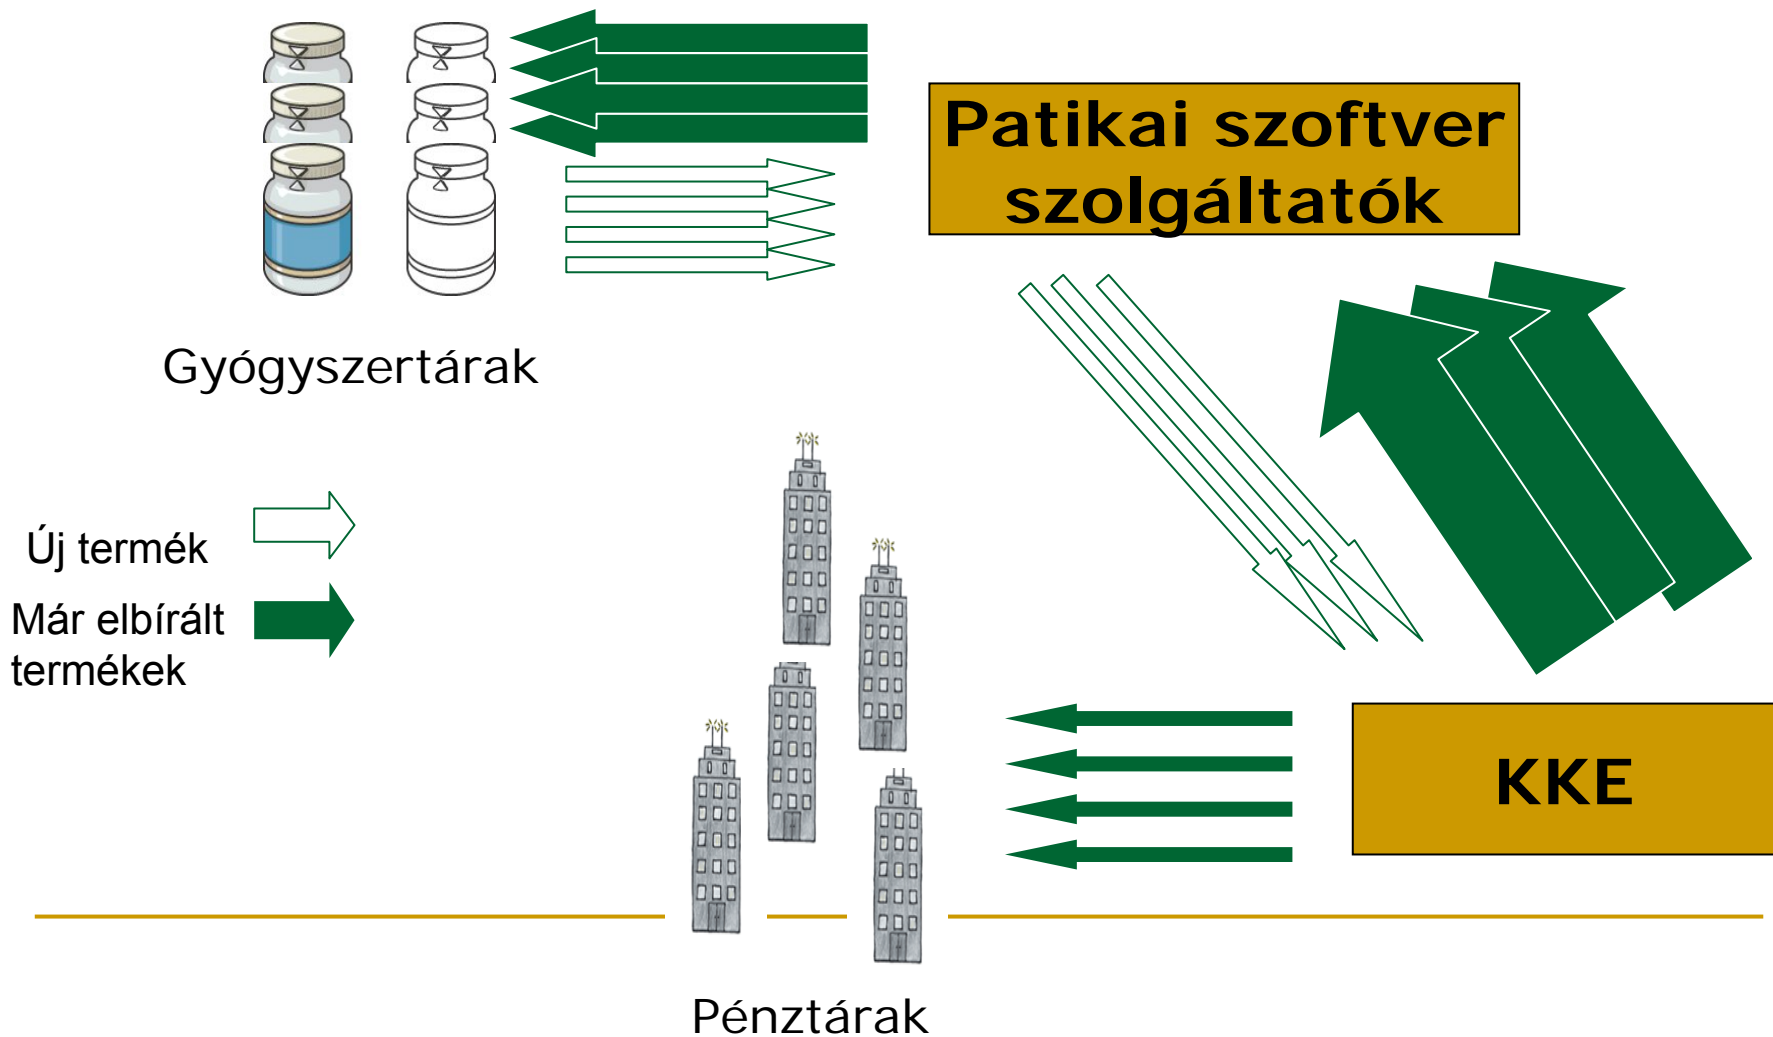 Patikai szoftver
szolgáltatók
Gyógyszertárak
Új termék
Már elbírált
termékek
KKE
Pénztárak